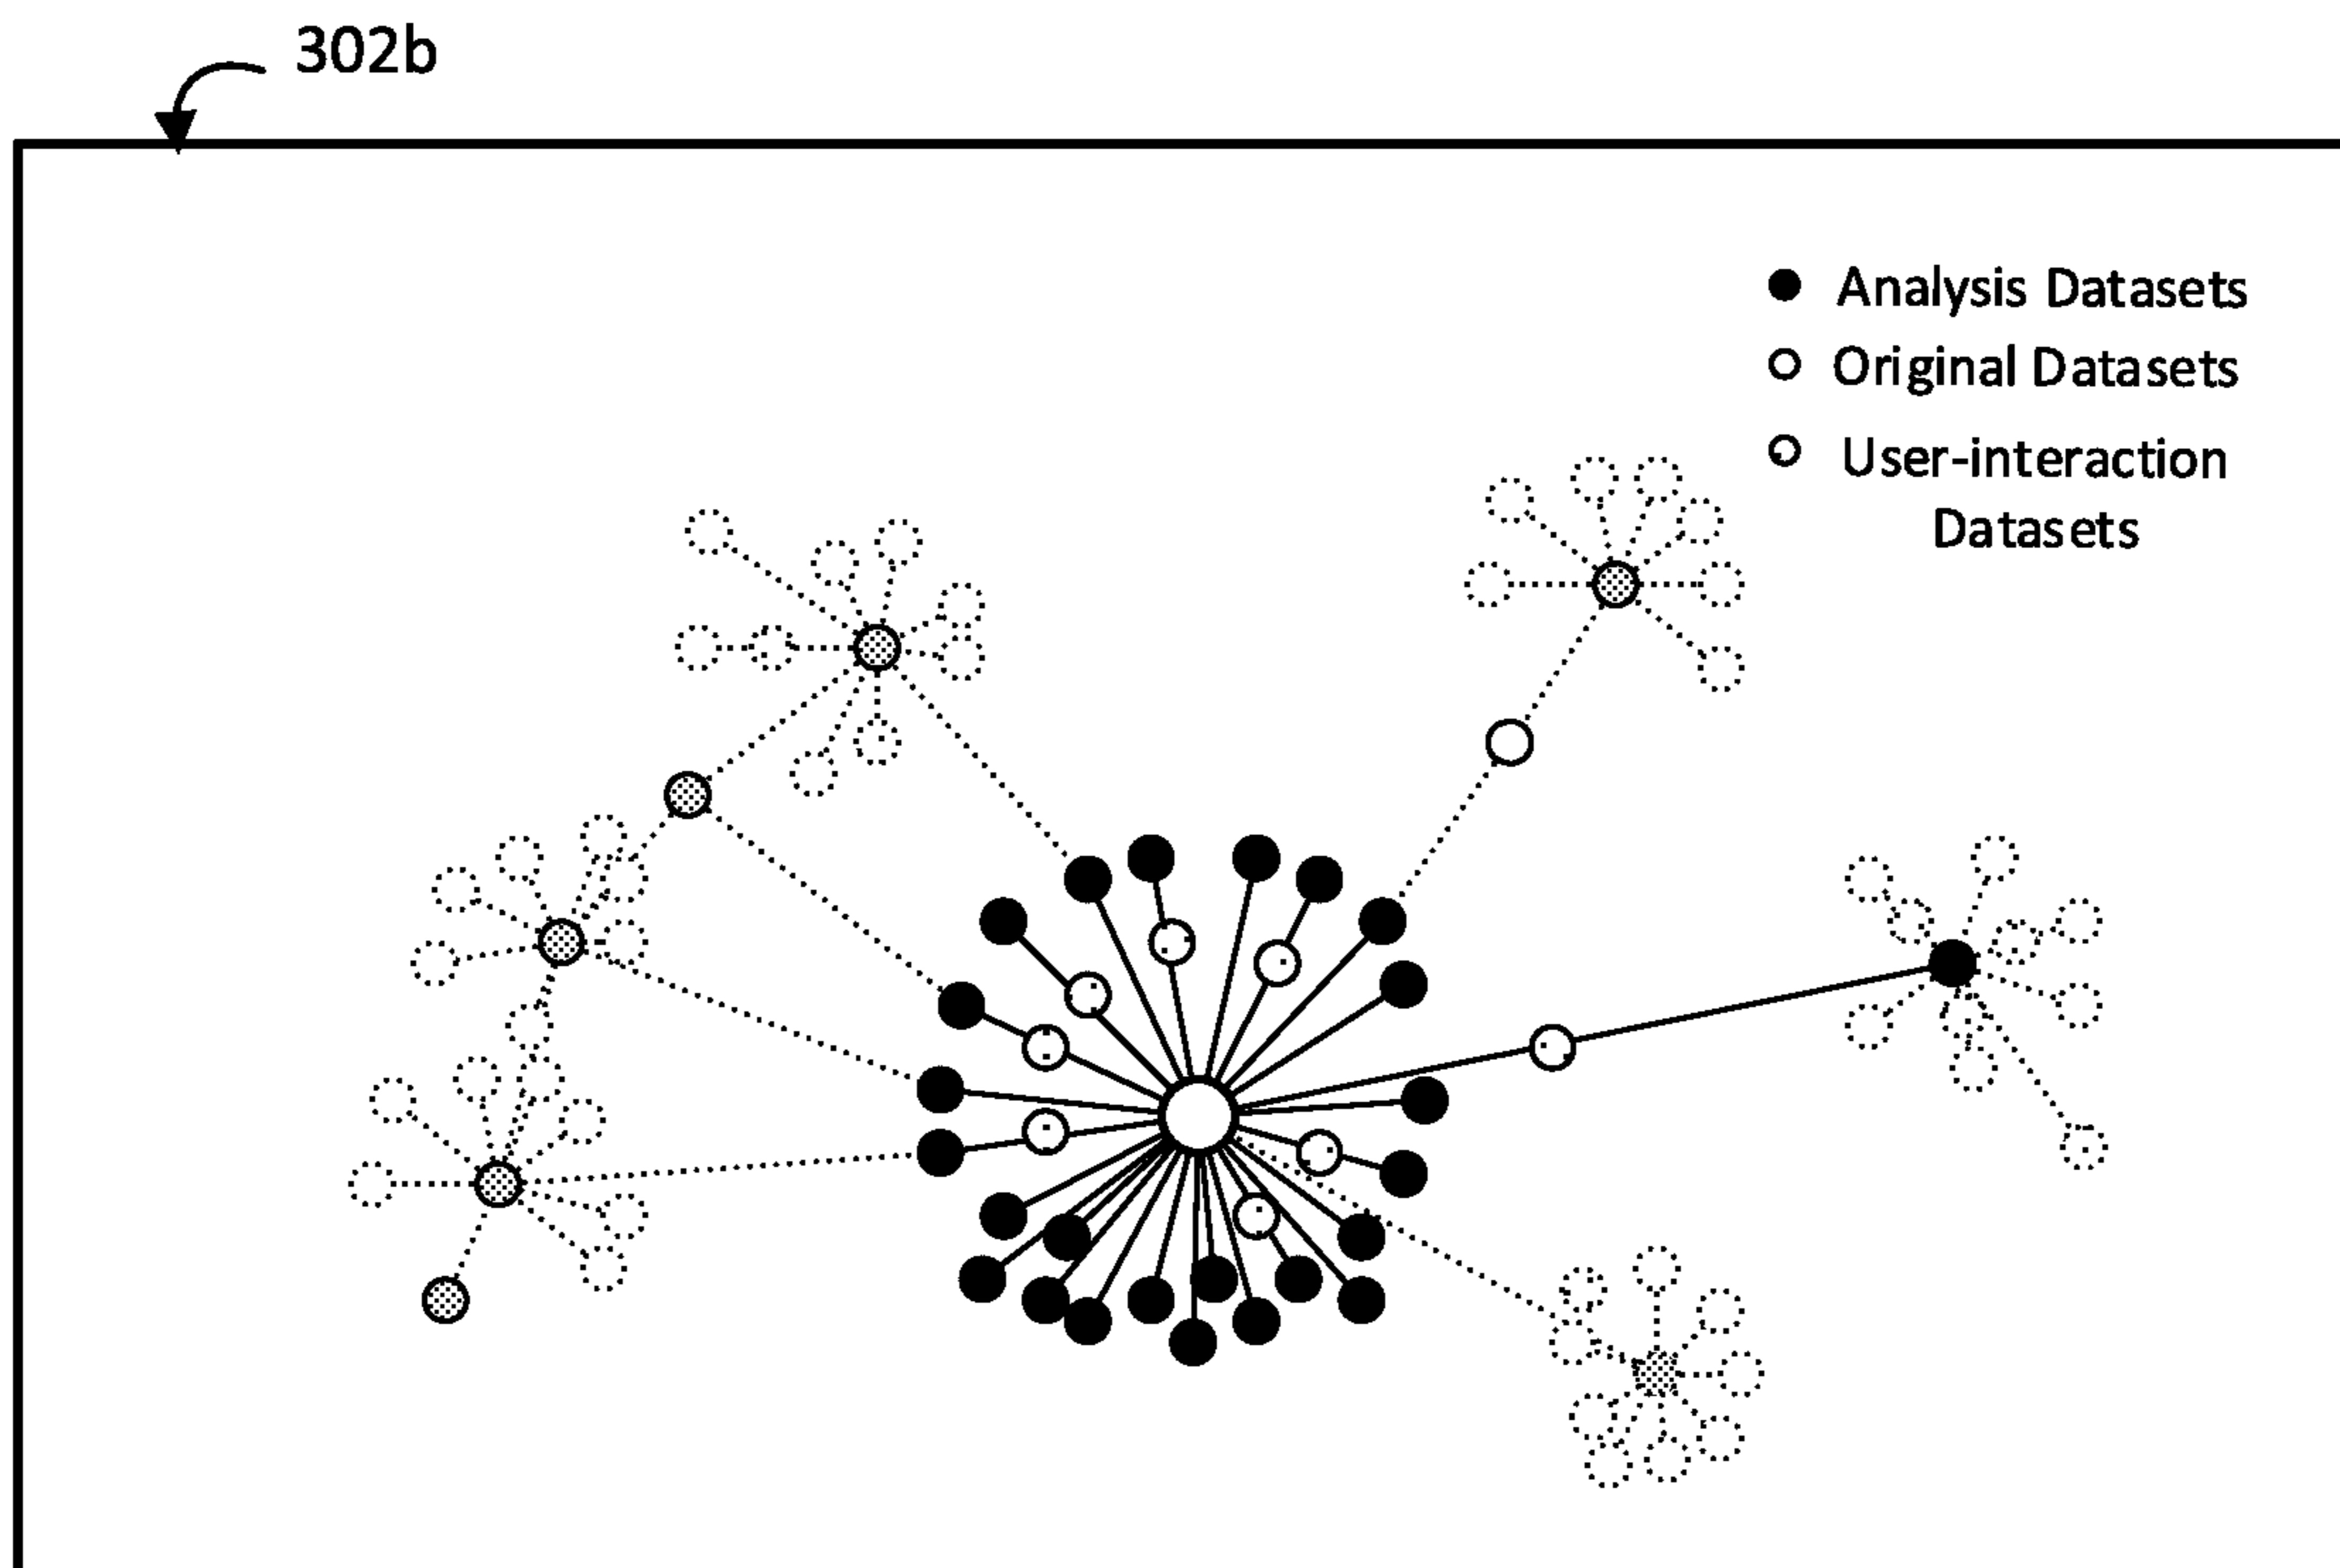 302b
Analysis Datasets
Original Datasets
User-interaction
Datasets